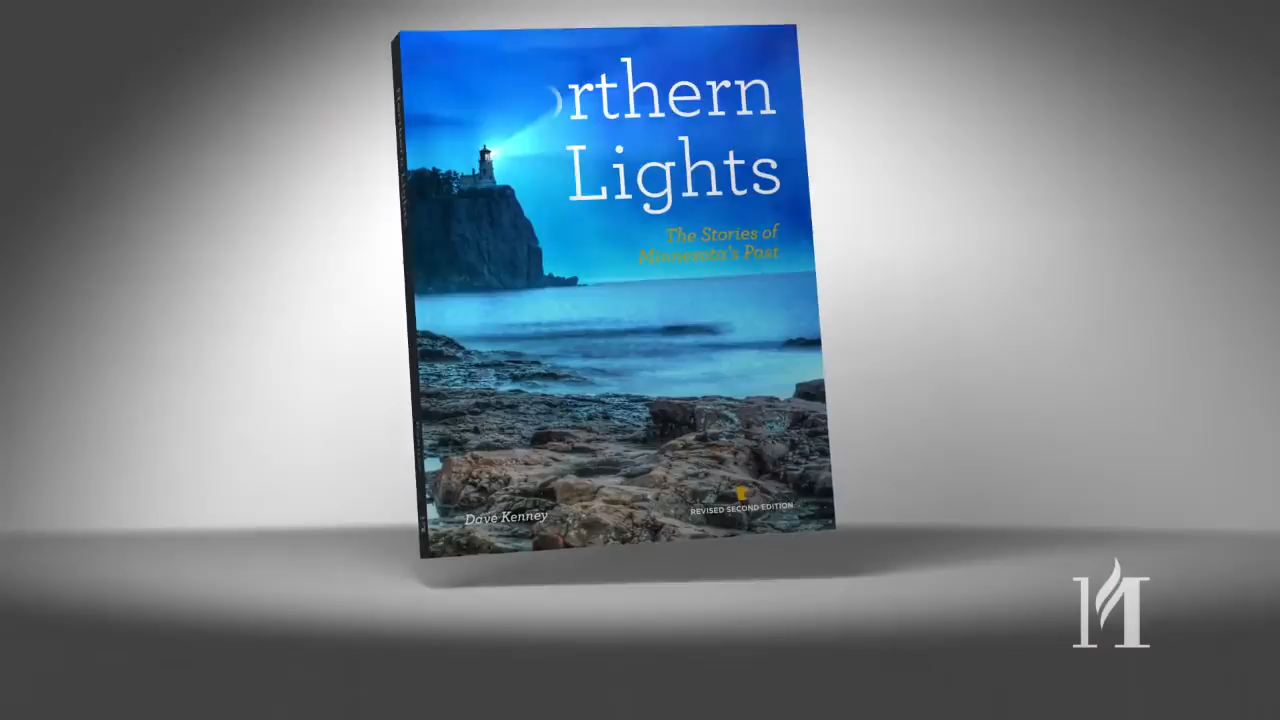 rthern
Lights
The Stories of
Minnesota's Past
Dave Kenney
REVISED SECOND EDITION